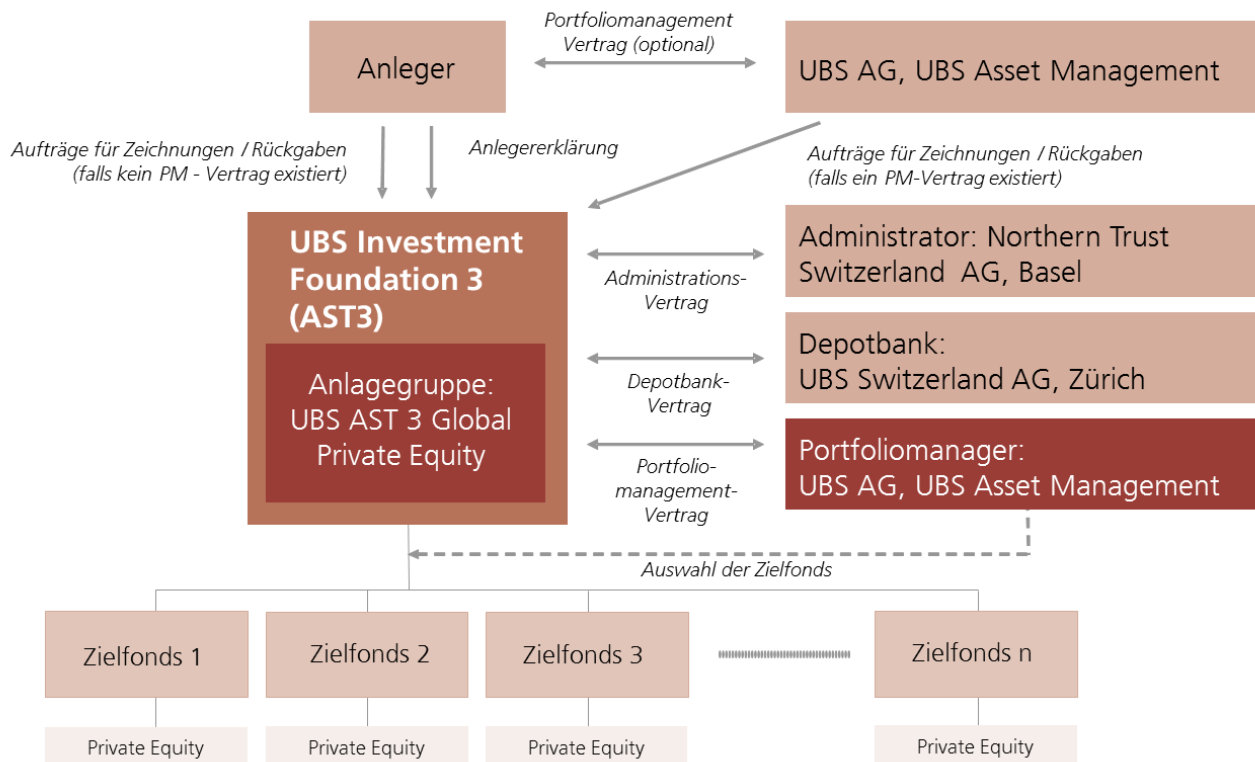 Portfoliomanagement
Vertrag (optional)
Anleger
UBS AG, UBS Asset Management
Aufträge für Zeichnungen / Rückgaben
(falls kein PM - Vertrag existiert)
Anlegererklärung
Aufträge für Zeichnungen / Rückgaben
(falls ein PM-Vertrag existiert)
UBS Investment
Foundation 3
(AST3)
Anlagegruppe:
UBS AST 3 Global
Private Equity
Administrations-
Vertrag
Administrator: Northern Trust
Switzerland AG, Basel
Depotbank-
Vertrag
Depotbank:
UBS Switzerland AG, Zürich
Portfolio-
management-
Vertrag
Portfoliomanager:
UBS AG, UBS Asset Management
Auswahl der Zielfonds
Zielfonds 1
Zielfonds 2
Zielfonds 3
Zielfonds n
Private Equity
Private Equity
Private Equity
Private Equity